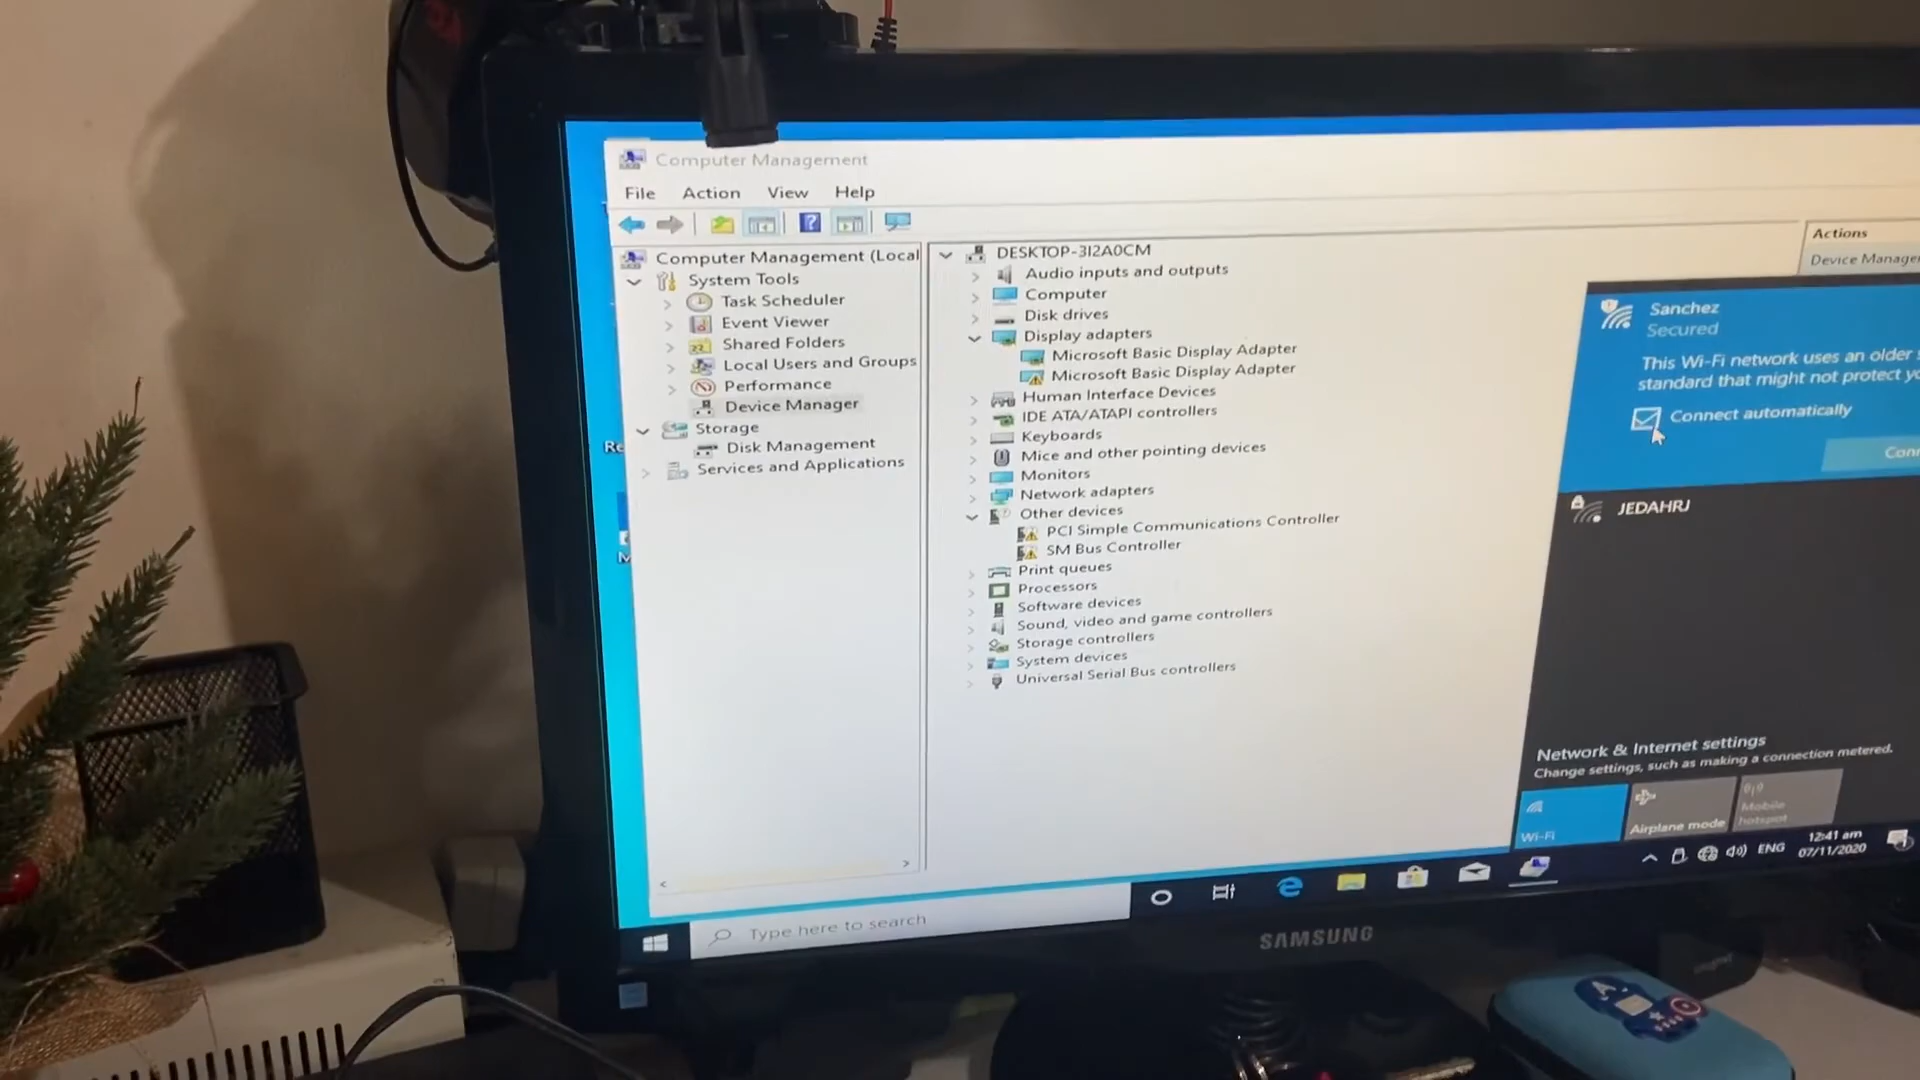 Computer Management
File Action View Help
Computer Management (Local
System Tools
Task Scheduler
Event Viewer
Shared Folders
Local Users and Groups
Performance
Device Manager
Storage
Disk Management
Services and Applications
DESKTOP-3I2A0CM
Audio inputs and outputs
Computer
Disk drives
Display adapters
Microsoft Basic Display Adapter
Microsoft Basic Display Adapter
Human Interface Devices
IDE ATA/ATAPI controllers
Keyboards
Mice and other pointing devices
Monitors
Network adapters
Other devices
PCI Simple Communications Controller
SM Bus Controller
Print queues
Processors
Software devices
Sound, video and game controllers
Storage controllers
System devices
Universal Serial Bus controllers
Actions
Device Manager
Sanchez
Secured
This Wi-Fi network uses an older
standard that might not protect
Connect automatically
Conn
JEDAHRJ
Network & Internet settings
Change settings, such as making a connection metered.
Wi-Fi
Airplane mode
Mobile
hotspot
Re
Type here to search
ENG
12:41 am
07/11/2020
SAMSUNG